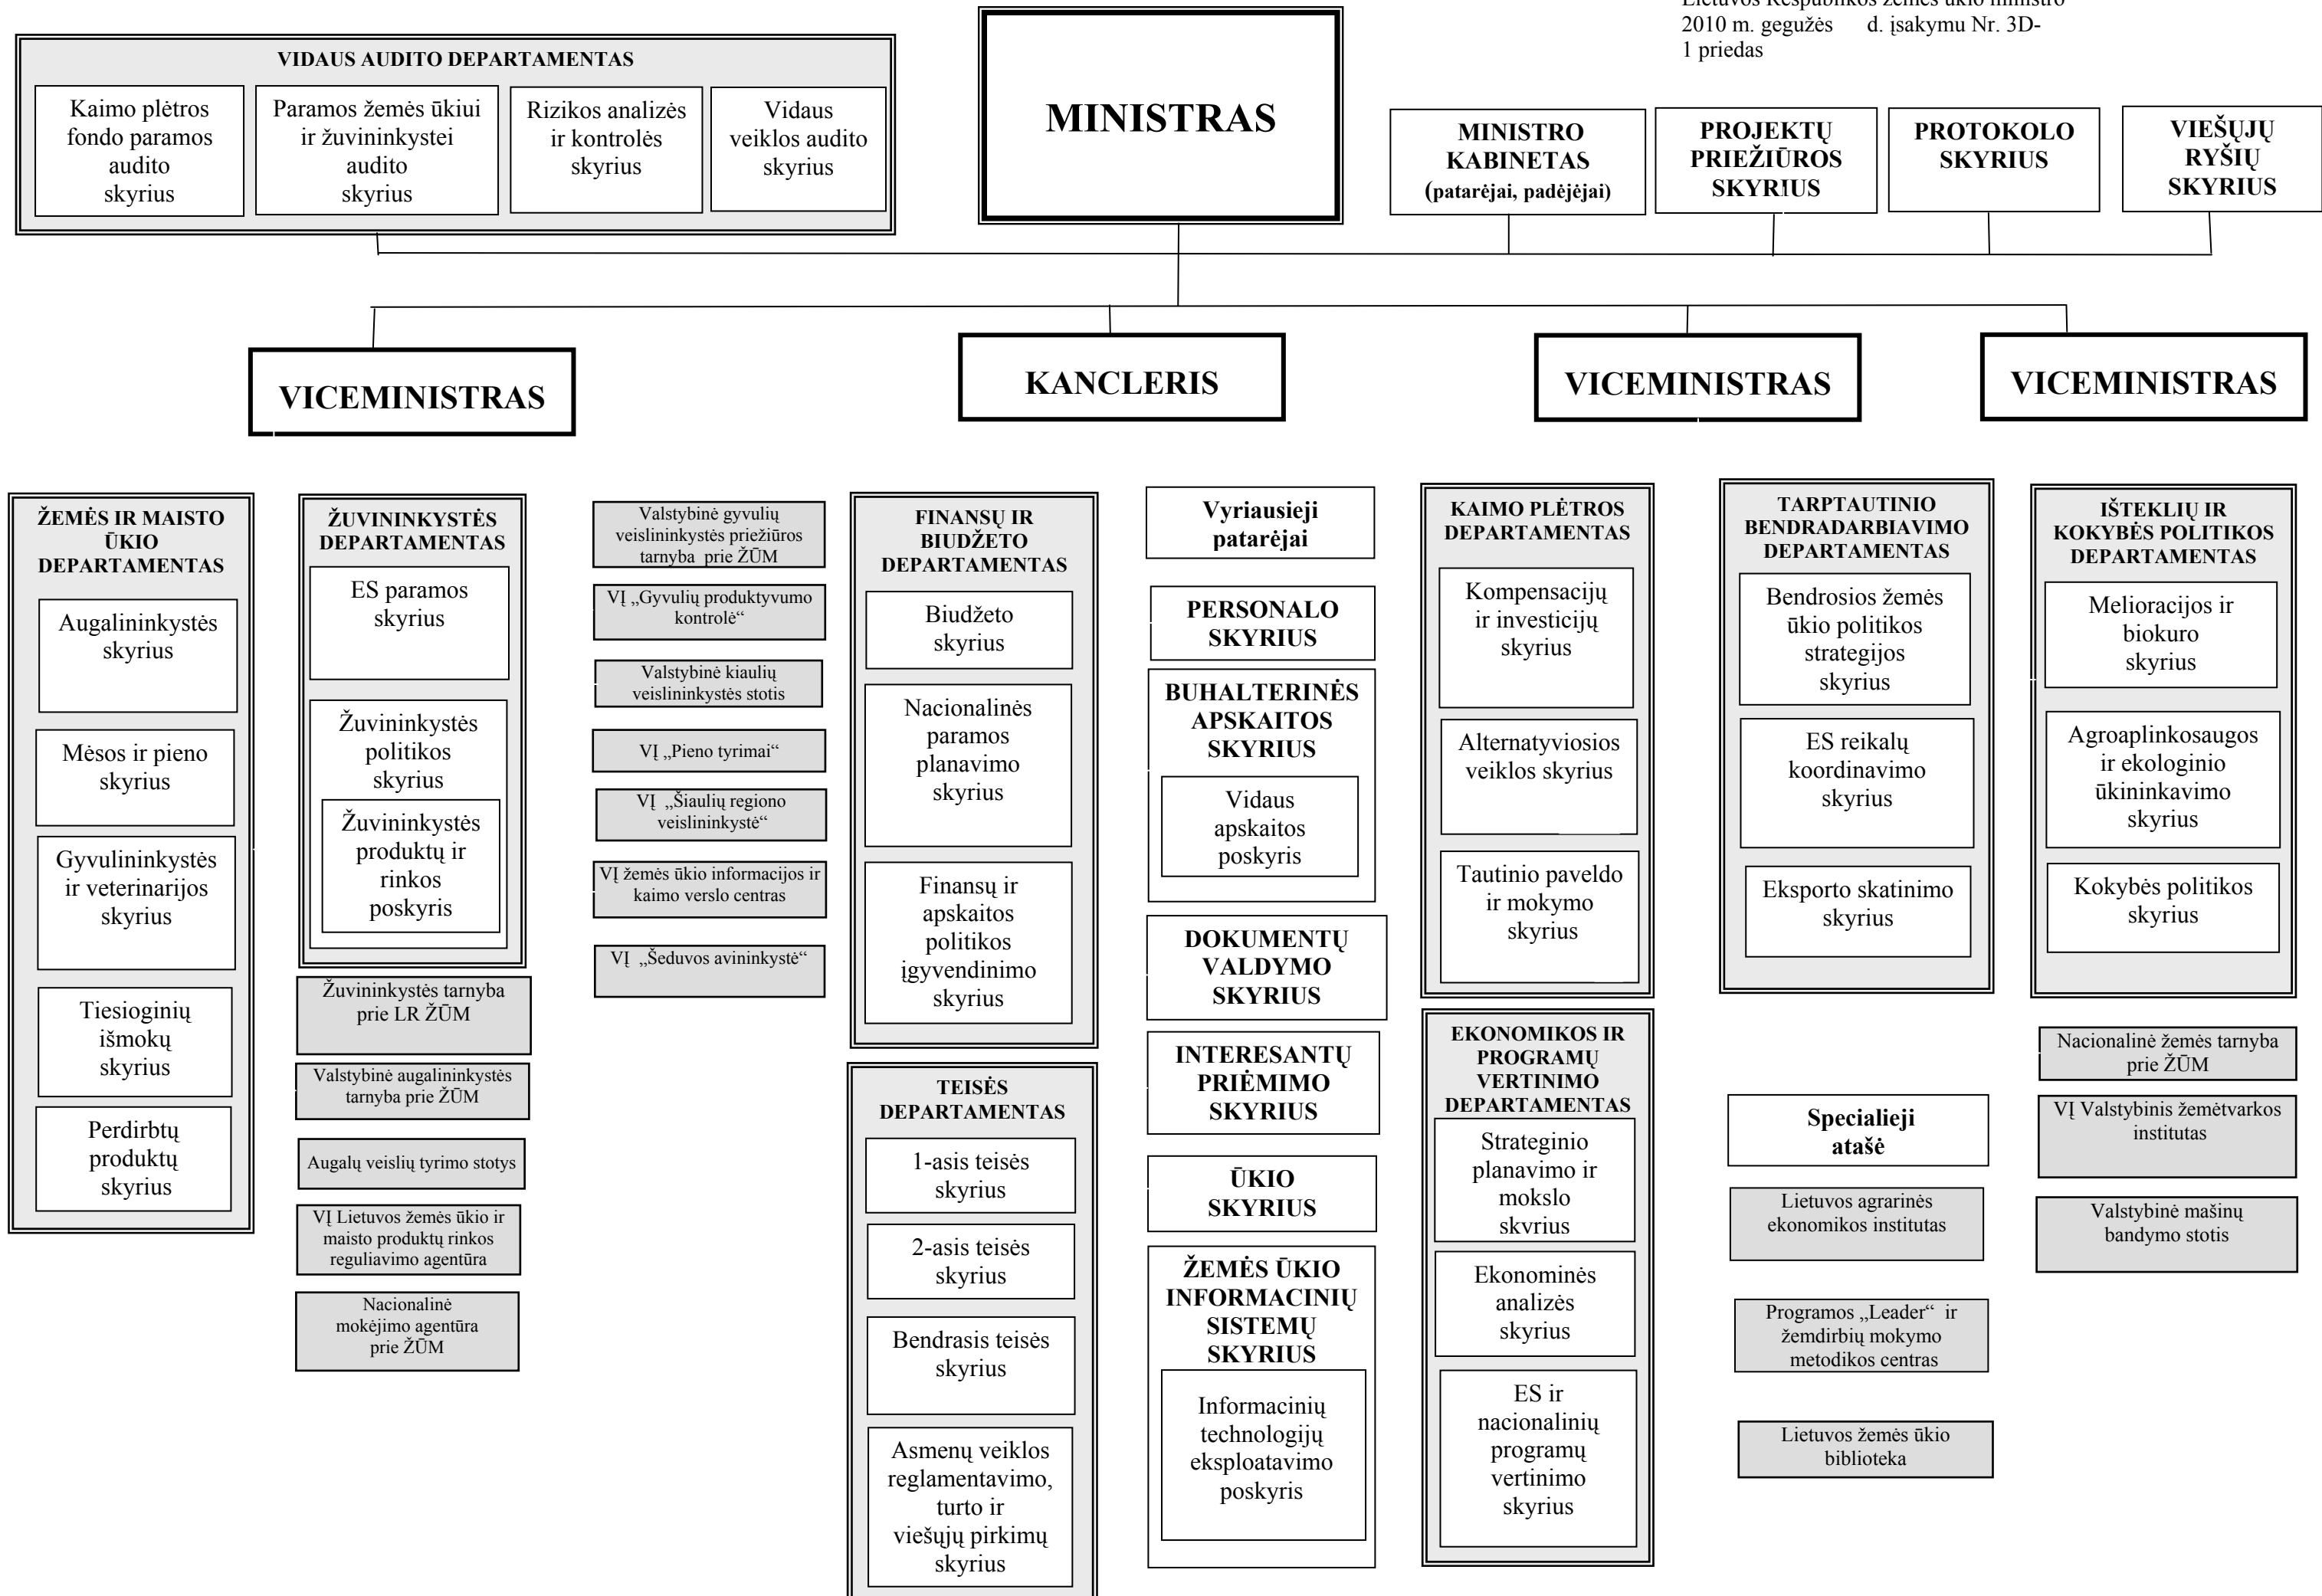 Lietuvos Respublikos žemės ūkio ministro
2010 m. gegužės d. įsakymu Nr. 3D-
1 priedas
VIDAUS AUDITO DEPARTAMENTAS
Kaimo plėtros
fondo paramos
audito
skyrius
Paramos žemės ūkiui
ir žuvininkystei
audito
skyrius
Rizikos analizės
ir kontrolės
skyrius
Vidaus
veiklos audito
skyrius
MINISTRAS
MINISTRO
KABINETAS
(patarėjai, padėjėjai)
PROJEKTŲ
PRIEŽIŪROS
SKYRIUS
PROTOKOLO
SKYRIUS
VIEŠŲJŲ
RYŠIŲ
SKYRIUS
VICEMINISTRAS
KANCLERIS
VICEMINISTRAS
VICEMINISTRAS
ŽEMĖS IR MAISTO
ŪKIO
DEPARTAMENTAS
Augalininkystės
skyrius
Mėsos ir pieno
skyrius
Gyvulininkystės
ir veterinarijos
skyrius
Tiesioginių
išmokų
skyrius
Perdirbtų
produktų
skyrius
ŽUVININKYSTĖS
DEPARTAMENTAS
ES paramos
skyrius
Žuvininkystės
politikos
skyrius
Žuvininkystės
produktų ir
rinkos
poskyris
Žuvininkystės tarnyba
prie LR ŽŪM
Valstybinė augalininkystės
tarnyba prie ŽŪM
Augalų veislių tyrimo stotys
VĮ Lietuvos žemės ūkio ir
maisto produktų rinkos
reguliavimo agentūra
Nacionalinė
mokėjimo agentūra
prie ŽŪM
Valstybinė gyvulių
veislininkystės priežiūros
tarnyba prie ŽŪM
VĮ „Gyvulių produktyvumo
kontrolė“
Valstybinė kiaulių
veislininkystės stotis
VĮ „Pieno tyrimai“
VĮ „Šiaulių regiono
veislininkystė“
VĮ žemės ūkio informacijos ir
kaimo verslo centras
VĮ „Šeduvos avininkystė“
FINANSŲ IR
BIUDŽETO
DEPARTAMENTAS
Biudžeto
skyrius
Nacionalinės
paramos
planavimo
skyrius
Finansų ir
apskaitos
politikos
įgyvendinimo
skyrius
TEISĖS
DEPARTAMENTAS
1-asis teisės
skyrius
2-asis teisės
skyrius
Bendrasis teisės
skyrius
Asmenų veiklos
reglamentavimo,
turto ir
viešųjų pirkimų
skyrius
Vyriausieji
patarėjai
PERSONALO
SKYRIUS
BUHALTERINĖS
APSKAITOS
SKYRIUS
Vidaus
apskaitos
poskyris
DOKUMENTŲ
VALDYMO
SKYRIUS
INTERESANTŲ
PRIĖMIMO
SKYRIUS
ŪKIO
SKYRIUS
ŽEMĖS ŪKIO
INFORMACINIŲ
SISTEMŲ
SKYRIUS
Informacinių
technologijų
eksploatavimo
poskyris
KAIMO PLĖTROS
DEPARTAMENTAS
Kompensacijų
ir investicijų
skyrius
Alternatyviosios
veiklos skyrius
Tautinio paveldo
ir mokymo
skyrius
EKONOMIKOS IR
PROGRAMŲ
VERTINIMO
DEPARTAMENTAS
Strateginio
planavimo ir
mokslo
skyrius
Ekonominės
analizės
skyrius
ES ir
nacionalinių
programų
vertinimo
skyrius
TARPTAUTINIO
BENDRADARBIAVIMO
DEPARTAMENTAS
Bendrosios žemės
ūkio politikos
strategijos
skyrius
ES reikalų
koordinavimo
skyrius
Eksporto skatinimo
skyrius
Specialieji
atašė
Lietuvos agrarinės
ekonomikos institutas
Programos „Leader“ ir
žemdirbių mokymo
metodikos centras
Lietuvos žemės ūkio
biblioteka
IŠTEKLIŲ IR
KOKYBĖS POLITIKOS
DEPARTAMENTAS
Melioracijos ir
biokuro
skyrius
Agroaplinkosaugos
ir ekologinio
ūkininkavimo
skyrius
Kokybės politikos
skyrius
Nacionalinė žemės tarnyba
prie ŽŪM
VĮ Valstybinis žemėtvarkos
institutas
Valstybinė mašinų
bandymo stotis